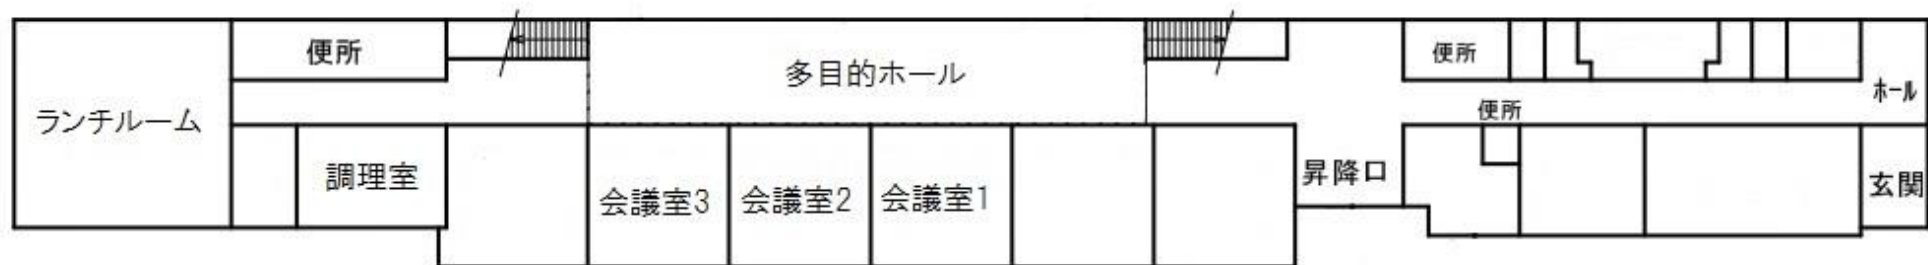 便所
多目的ホール
便所
ホール
ランチルーム
便所
調理室
会議室3
会議室2
会議室1
昇降口
玄関